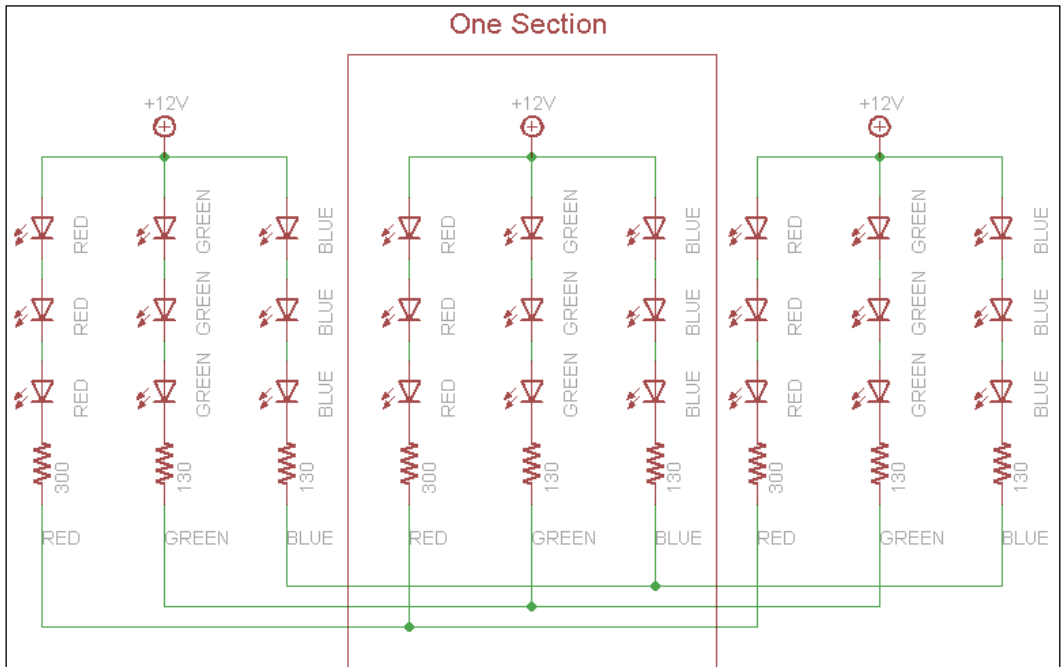 One Section
+12V +12V +12V
RED GREEN BLUE RED GREEN BLUE RED GREEN BLUE
RED GREEN BLUE RED GREEN BLUE RED GREEN BLUE
RED GREEN BLUE RED GREEN BLUE RED GREEN BLUE
300 130 130 300 130 130 300 130 130
RED GREEN BLUE RED GREEN BLUE RED GREEN BLUE